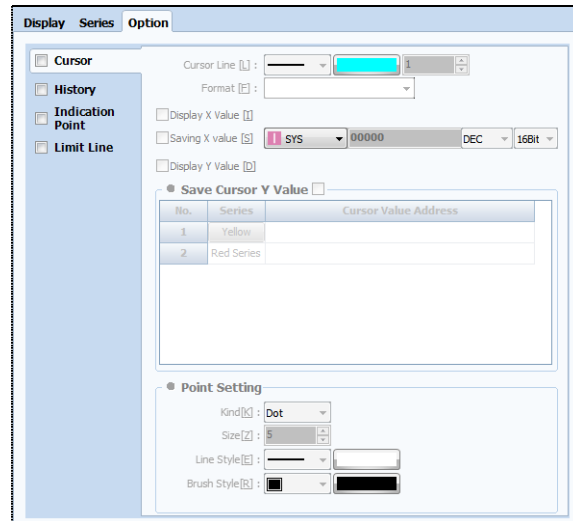 Display Series Option
Cursor
History
Indication
Point
Limit Line
Cursor Line [L] : 1
Format [F] :
Display X Value [I]
Saving X value [S] SYS 00000 DEC 16Bit
Display Y Value [D]
Save Cursor Y Value
No. Series Cursor Value Address
1 Yellow
2 Red Series
Point Setting
Kind[K] : Dot
Size[Z] : 5
Line Style[E] :
Brush Style[R] :